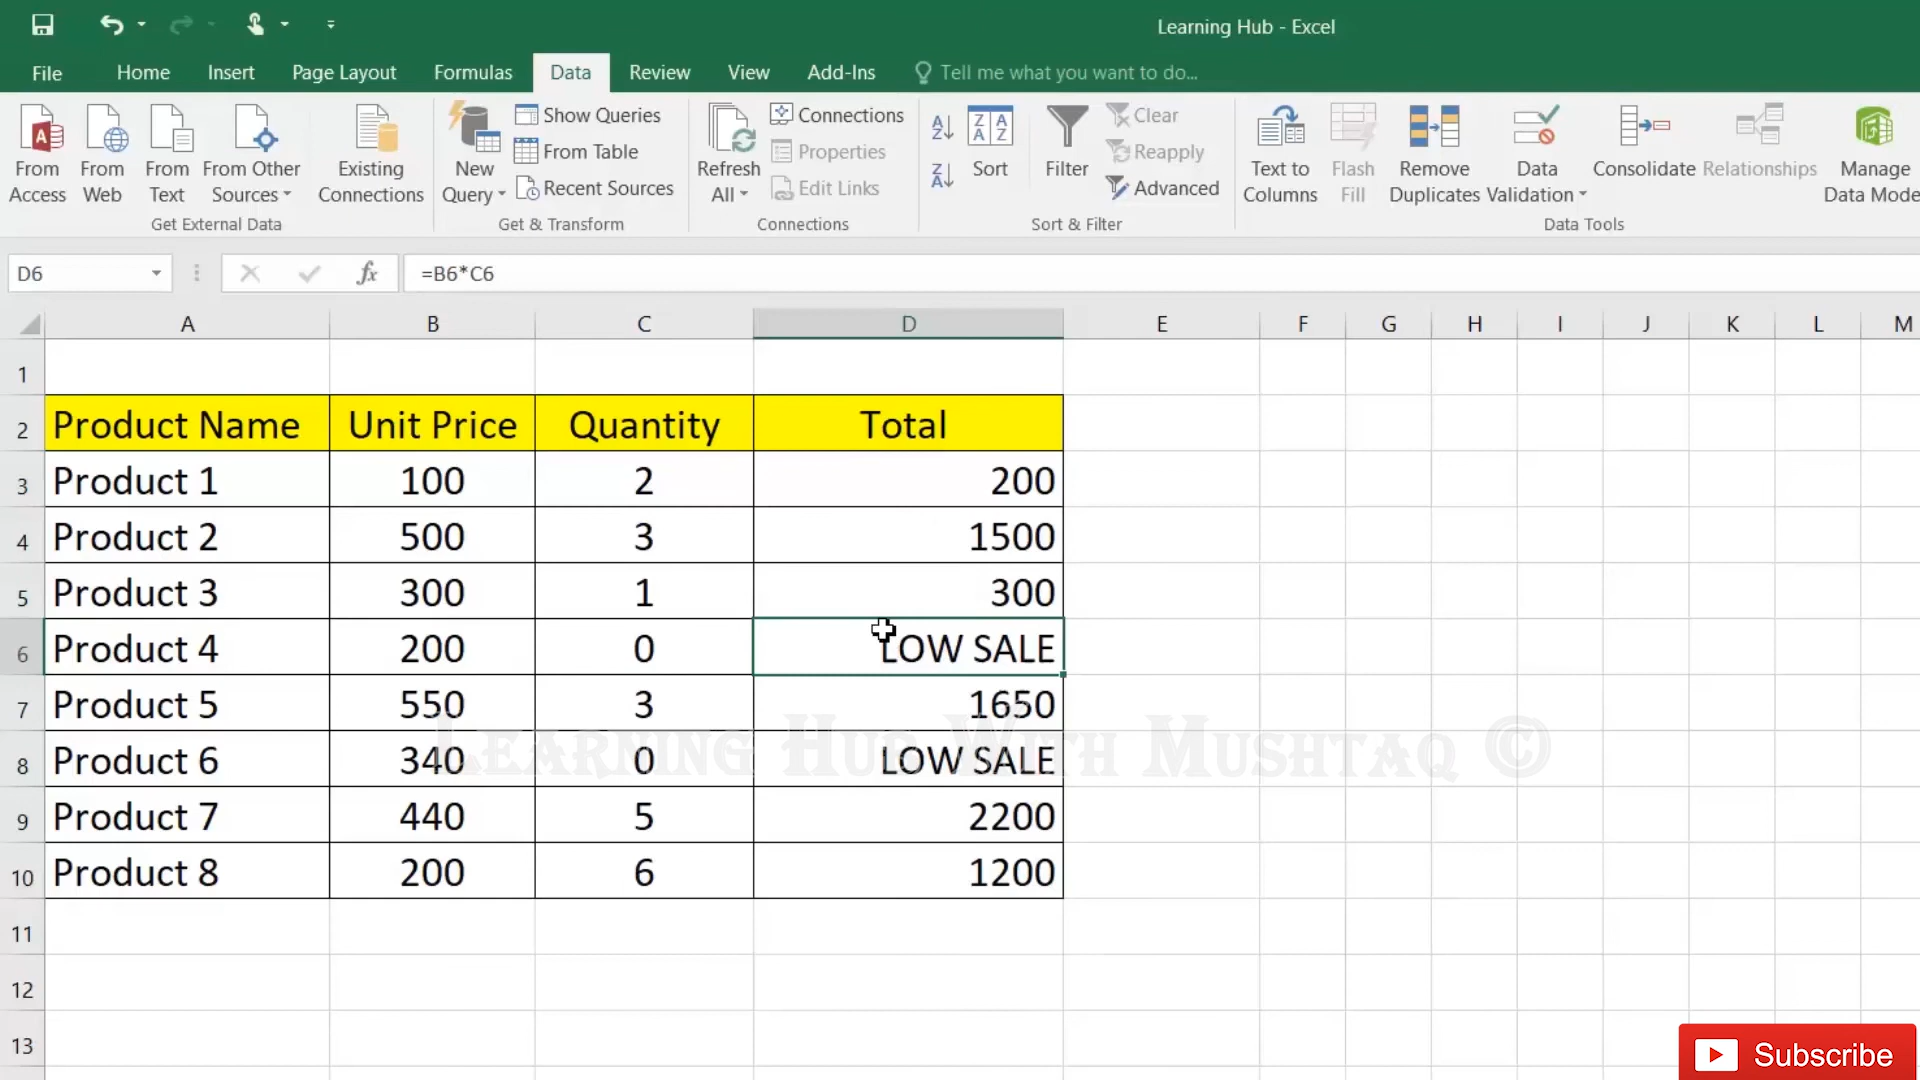 Learning Hub - Excel
File Home Insert Page Layout Formulas Data Review View Add-Ins Tell me what you want to do...
From Access
From Web
From Text
From Other Sources
Existing Connections
Get External Data
New Query
Show Queries
From Table
Recent Sources
Get & Transform
Refresh All
Connections
Properties
Edit Links
Connections
Sort
Filter
Clear
Reapply
Advanced
Sort & Filter
Text to Columns
Flash Fill
Remove Duplicates
Data Validation
Consolidate
Relationships
Manage Data Mode
Data Tools
D6 fx =B6*C6
A B C D E F G H I J K L M
1
2 Product Name Unit Price Quantity Total
3 Product 1 100 2 200
4 Product 2 500 3 1500
5 Product 3 300 1 300
6 Product 4 200 0 LOW SALE
7 Product 5 550 3 1650
Learning Hub With Mushtaq ©
8 Product 6 340 0 LOW SALE
9 Product 7 440 5 2200
10 Product 8 200 6 1200
11
12
13
Subscribe